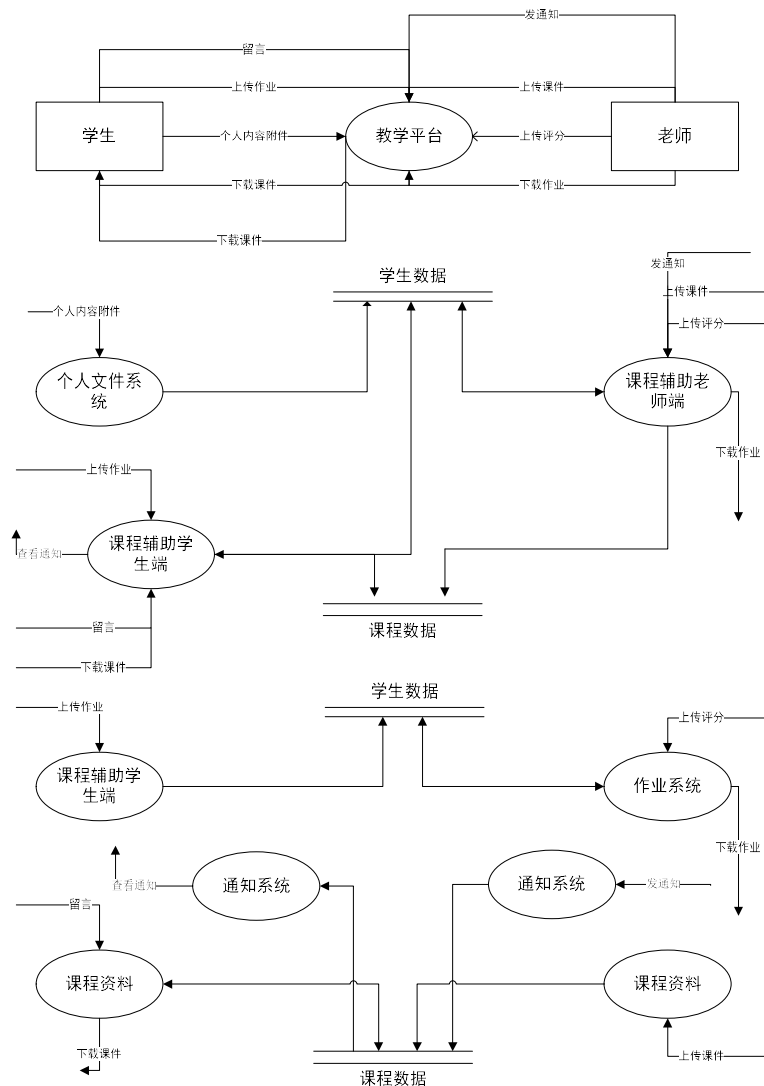 发通知
留言
上传作业
上传课件
学生
个人内容附件
教学平台
上传评分
老师
下载课件
下载作业
下载课件
发通知
学生数据
上传课件
个人内容附件
上传评分
个人文件系
统
课程辅助老
师端
下载作业
上传作业
课程辅助学
生端
查看通知
留言
课程数据
下载课件
学生数据
上传作业
上传评分
课程辅助学
生端
作业系统
下载作业
查看通知
通知系统
通知系统
发通知
留言
课程资料
课程资料
下载课件
上传课件
课程数据